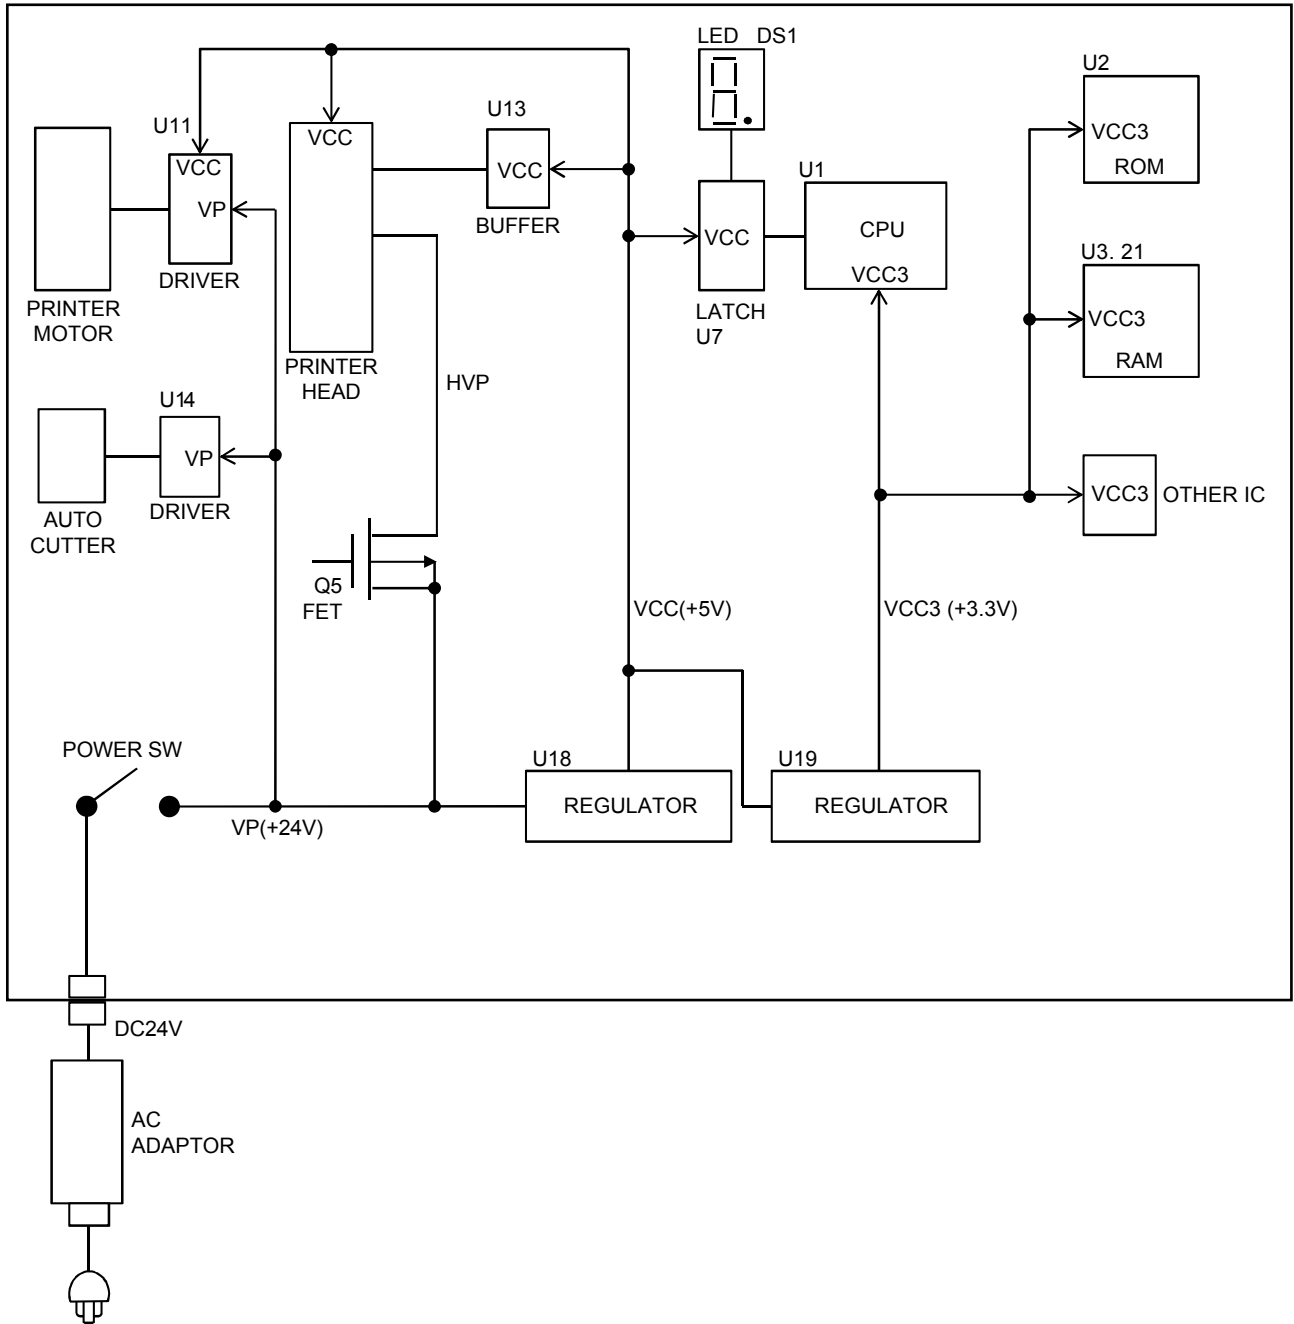 LED DS1
U2
VCC3
ROM
U13
VCC
BUFFER
U11
VCC
VP
DRIVER
VCC
PRINTER
HEAD
PRINTER
MOTOR
U1
CPU
VCC3
VCC
LATCH
U7
U3. 21
VCC3
RAM
HVP
U14
VP
DRIVER
AUTO
CUTTER
VCC3
OTHER IC
Q5
FET
VCC(+5V)
VCC3 (+3.3V)
POWER SW
VP(+24V)
U18
REGULATOR
U19
REGULATOR
DC24V
AC
ADAPTOR